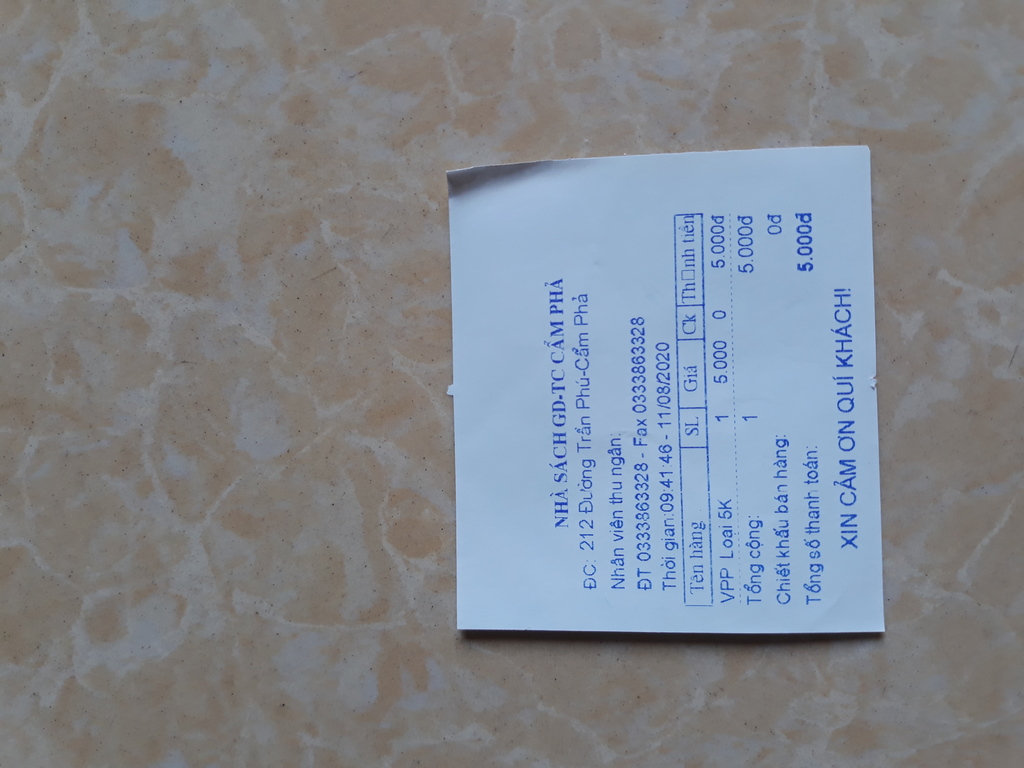 NHÀ SÁCH GD-TC CẨM PHẢ
ĐC: 212 Đường Trần Phú-Cẩm Phả
Nhân viên thu ngân:
ĐT 0333863328 - Fax 0333863328
Thời gian:09:41:46 - 11/08/2020
Tên hàng SL Giá Ck Th□nh tiền
VPP Loại 5K 1 5.000 0 5.000đ
Tổng cộng: 1 5.000đ
Chiết khấu bán hàng: 0đ
Tổng số thanh toán: 5.000đ
XIN CẢM ƠN QUÍ KHÁCH!